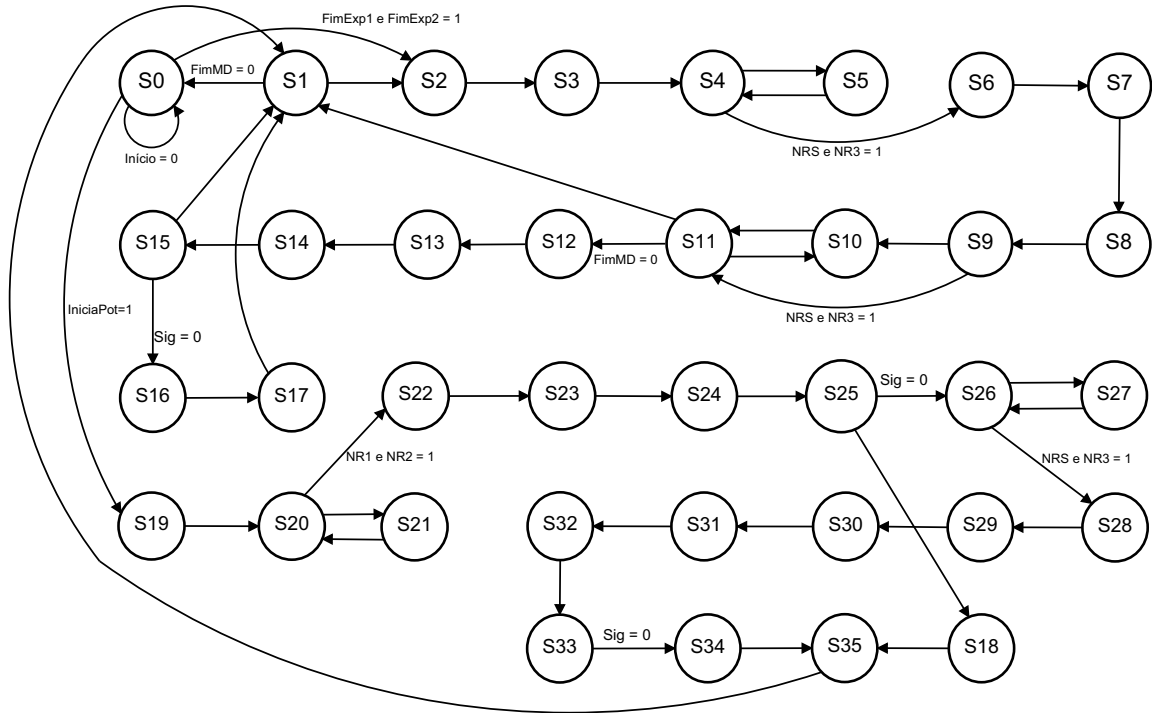 FimExp1 e FimExp2 = 1
S0
FimMD = 0
S1
S2
S3
S4
S5
S6
S7
Início = 0
NRS e NR3 = 1
S15
S14
S13
S12
FimMD = 0
S11
S10
S9
S8
IniciaPot=1
NRS e NR3 = 1
Sig = 0
S16
S17
S22
S23
S24
S25
Sig = 0
S26
S27
NR1 e NR2 = 1
NRS e NR3 = 1
S19
S20
S21
S32
S31
S30
S29
S28
S33
Sig = 0
S34
S35
S18